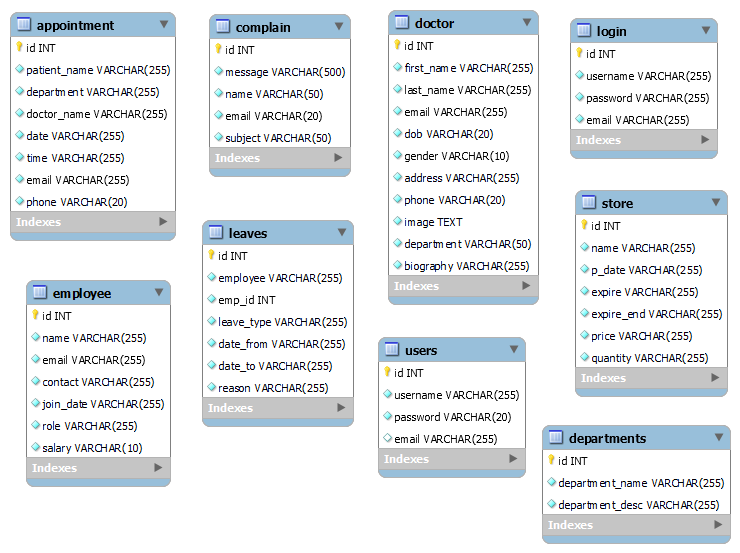 appointment
id INT
patient_name VARCHAR(255)
department VARCHAR(255)
doctor_name VARCHAR(255)
date VARCHAR(255)
time VARCHAR(255)
email VARCHAR(255)
phone VARCHAR(20)
Indexes
complain
id INT
message VARCHAR(500)
name VARCHAR(50)
email VARCHAR(20)
subject VARCHAR(50)
Indexes
doctor
id INT
first_name VARCHAR(255)
last_name VARCHAR(255)
email VARCHAR(255)
dob VARCHAR(20)
gender VARCHAR(10)
address VARCHAR(255)
phone VARCHAR(20)
image TEXT
department VARCHAR(50)
biography VARCHAR(255)
Indexes
login
id INT
username VARCHAR(255)
password VARCHAR(255)
email VARCHAR(255)
Indexes
store
id INT
name VARCHAR(255)
p_date VARCHAR(255)
expire VARCHAR(255)
expire_end VARCHAR(255)
price VARCHAR(255)
quantity VARCHAR(255)
Indexes
leaves
id INT
employee VARCHAR(255)
emp_id INT
leave_type VARCHAR(255)
date_from VARCHAR(255)
date_to VARCHAR(255)
reason VARCHAR(255)
Indexes
employee
id INT
name VARCHAR(255)
email VARCHAR(255)
contact VARCHAR(255)
join_date VARCHAR(255)
role VARCHAR(255)
salary VARCHAR(10)
Indexes
users
id INT
username VARCHAR(255)
password VARCHAR(20)
email VARCHAR(255)
Indexes
departments
id INT
department_name VARCHAR(255)
department_desc VARCHAR(255)
Indexes